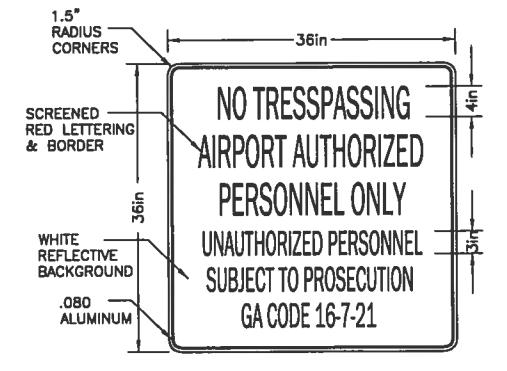 1.5"
RADIUS
CORNERS
36in
NO TRESSPASSING
4in
SCREENED
RED LETTERING
& BORDER
AIRPORT AUTHORIZED
PERSONNEL ONLY
36in
UNAUTHORIZED PERSONNEL
3in
WHITE
REFLECTIVE
BACKGROUND
SUBJECT TO PROSECUTION
GA CODE 16-7-21
.080
ALUMINUM